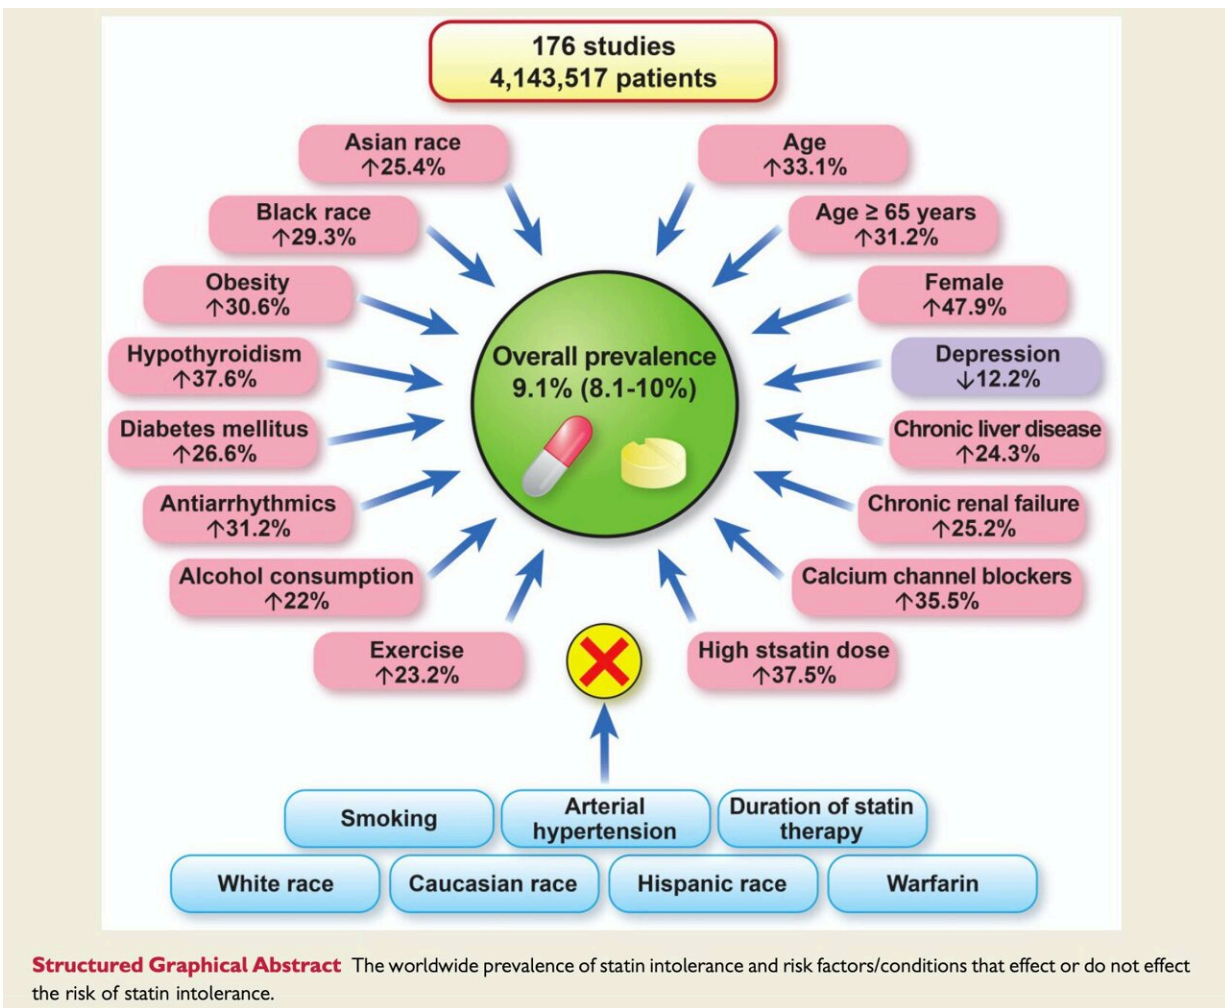 176 studies
4,143,517 patients
Asian race
↑25.4%
Age
↑33.1%
Black race
↑29.3%
Age ≥ 65 years
↑31.2%
Obesity
↑30.6%
Female
↑47.9%
Hypothyroidism
↑37.6%
Overall prevalence
9.1% (8.1-10%)
Depression
↓12.2%
Diabetes mellitus
↑26.6%
Chronic liver disease
↑24.3%
Antiarrhythmics
↑31.2%
Chronic renal failure
↑25.2%
Alcohol consumption
↑22%
Calcium channel blockers
↑35.5%
Exercise
↑23.2%
High stsatin dose
↑37.5%
Smoking
Arterial
hypertension
Duration of statin
therapy
White race
Caucasian race
Hispanic race
Warfarin
Structured Graphical Abstract The worldwide prevalence of statin intolerance and risk factors/conditions that effect or do not effect
the risk of statin intolerance.